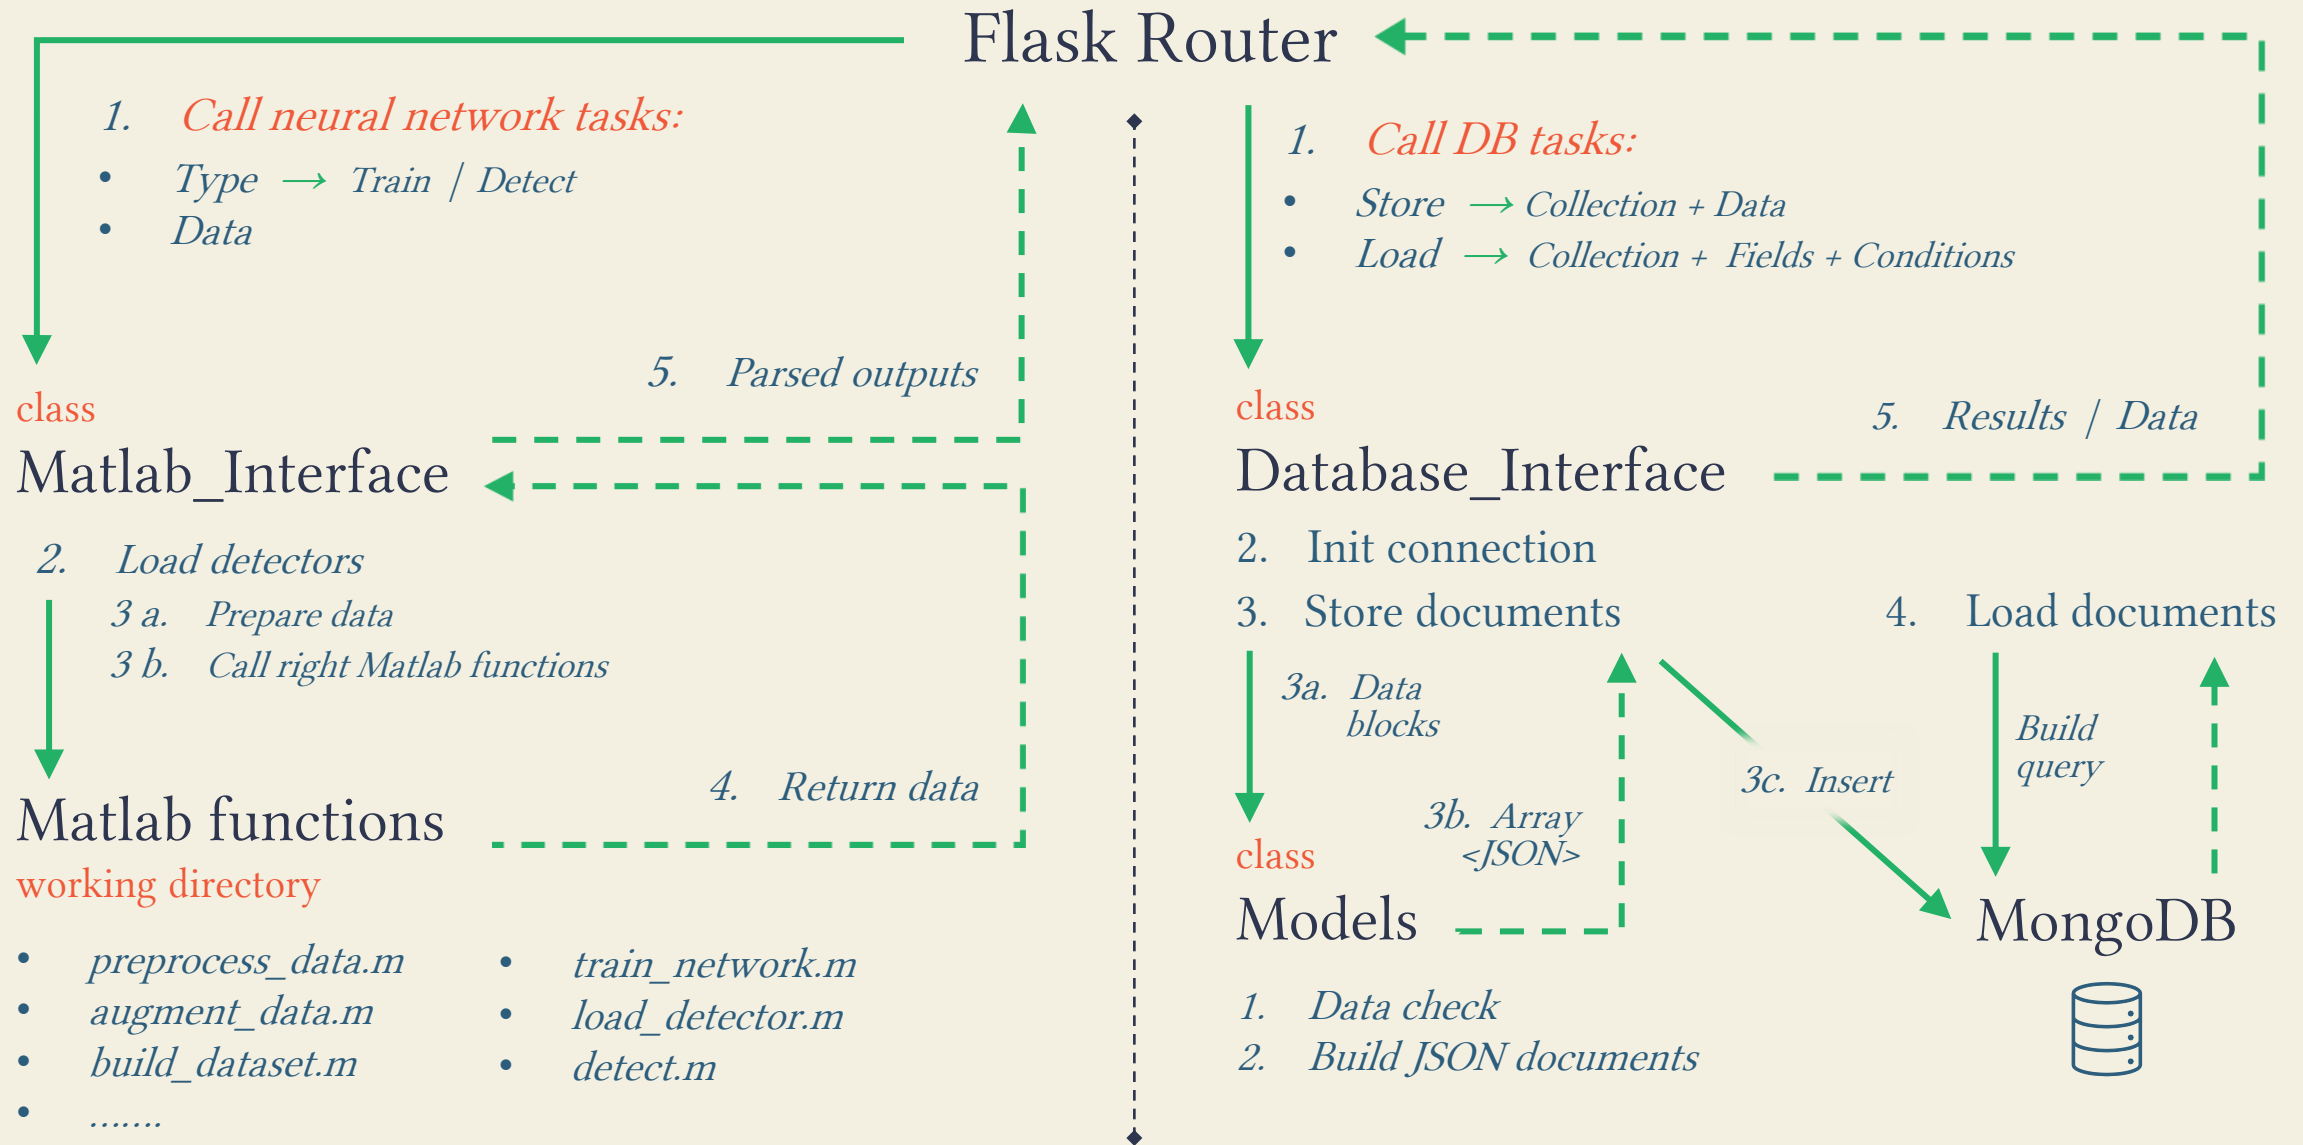 Flask Router
1. Call neural network tasks:
• Type → Train | Detect
• Data
5. Parsed outputs
class
Matlab_Interface
2. Load detectors
3 a. Prepare data
3 b. Call right Matlab functions
4. Return data
Matlab functions
working directory
• preprocess_data.m
• augment_data.m
• build_dataset.m
• .......
• train_network.m
• load_detector.m
• detect.m
1. Call DB tasks:
• Store → Collection + Data
• Load → Collection + Fields + Conditions
5. Results | Data
class
Database_Interface
2. Init connection
3. Store documents
4. Load documents
3a. Data
blocks
3b. Array
<JSON>
3c. Insert
Build
query
class
Models
1. Data check
2. Build JSON documents
MongoDB